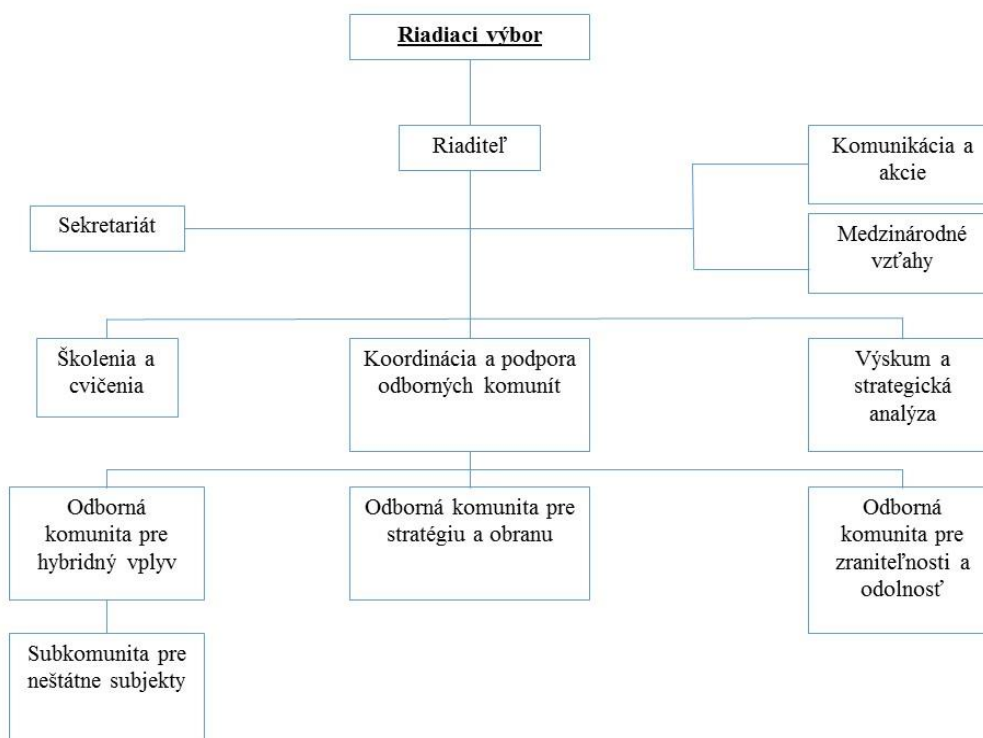 Riadiaci výbor
Riaditeľ
Komunikácia a
akcie
Sekretariát
Medzinárodné
vzťahy
Školenia a
cvičenia
Koordinácia a podpora
odborných komunít
Výskum a
strategická
analýza
Odborná
komunita pre
hybridný vplyv
Odborná komunita pre
stratégiu a obranu
Odborná
komunita pre
zraniteľnosti a
odolnosť
Subkomunita pre
neštátne subjekty